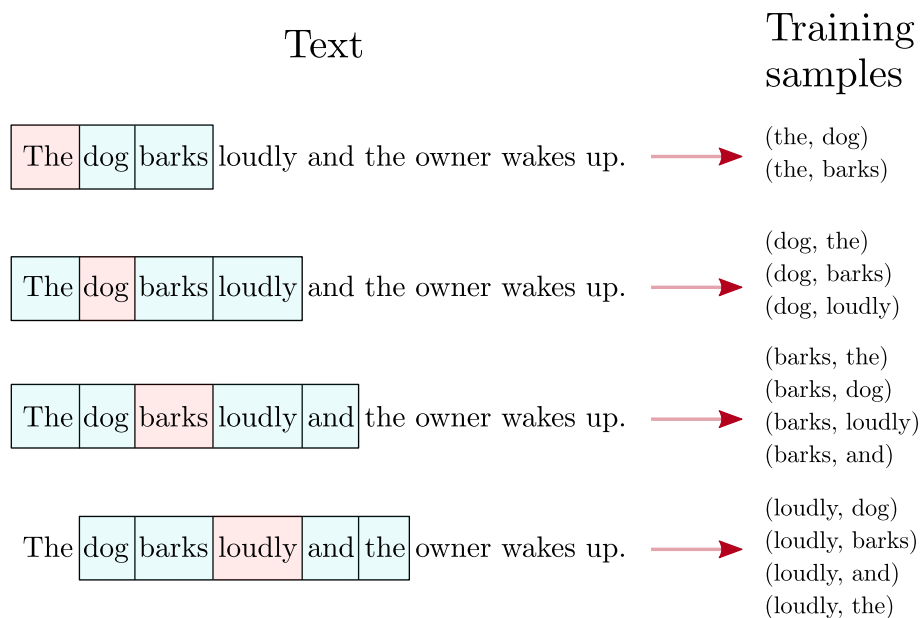 Text
Training
samples
The dog barks loudly and the owner wakes up.
(the, dog)
(the, barks)
The dog barks loudly and the owner wakes up.
(dog, the)
(dog, barks)
(dog, loudly)
The dog barks loudly and the owner wakes up.
(barks, the)
(barks, dog)
(barks, loudly)
(barks, and)
The dog barks loudly and the owner wakes up.
(loudly, dog)
(loudly, barks)
(loudly, and)
(loudly, the)